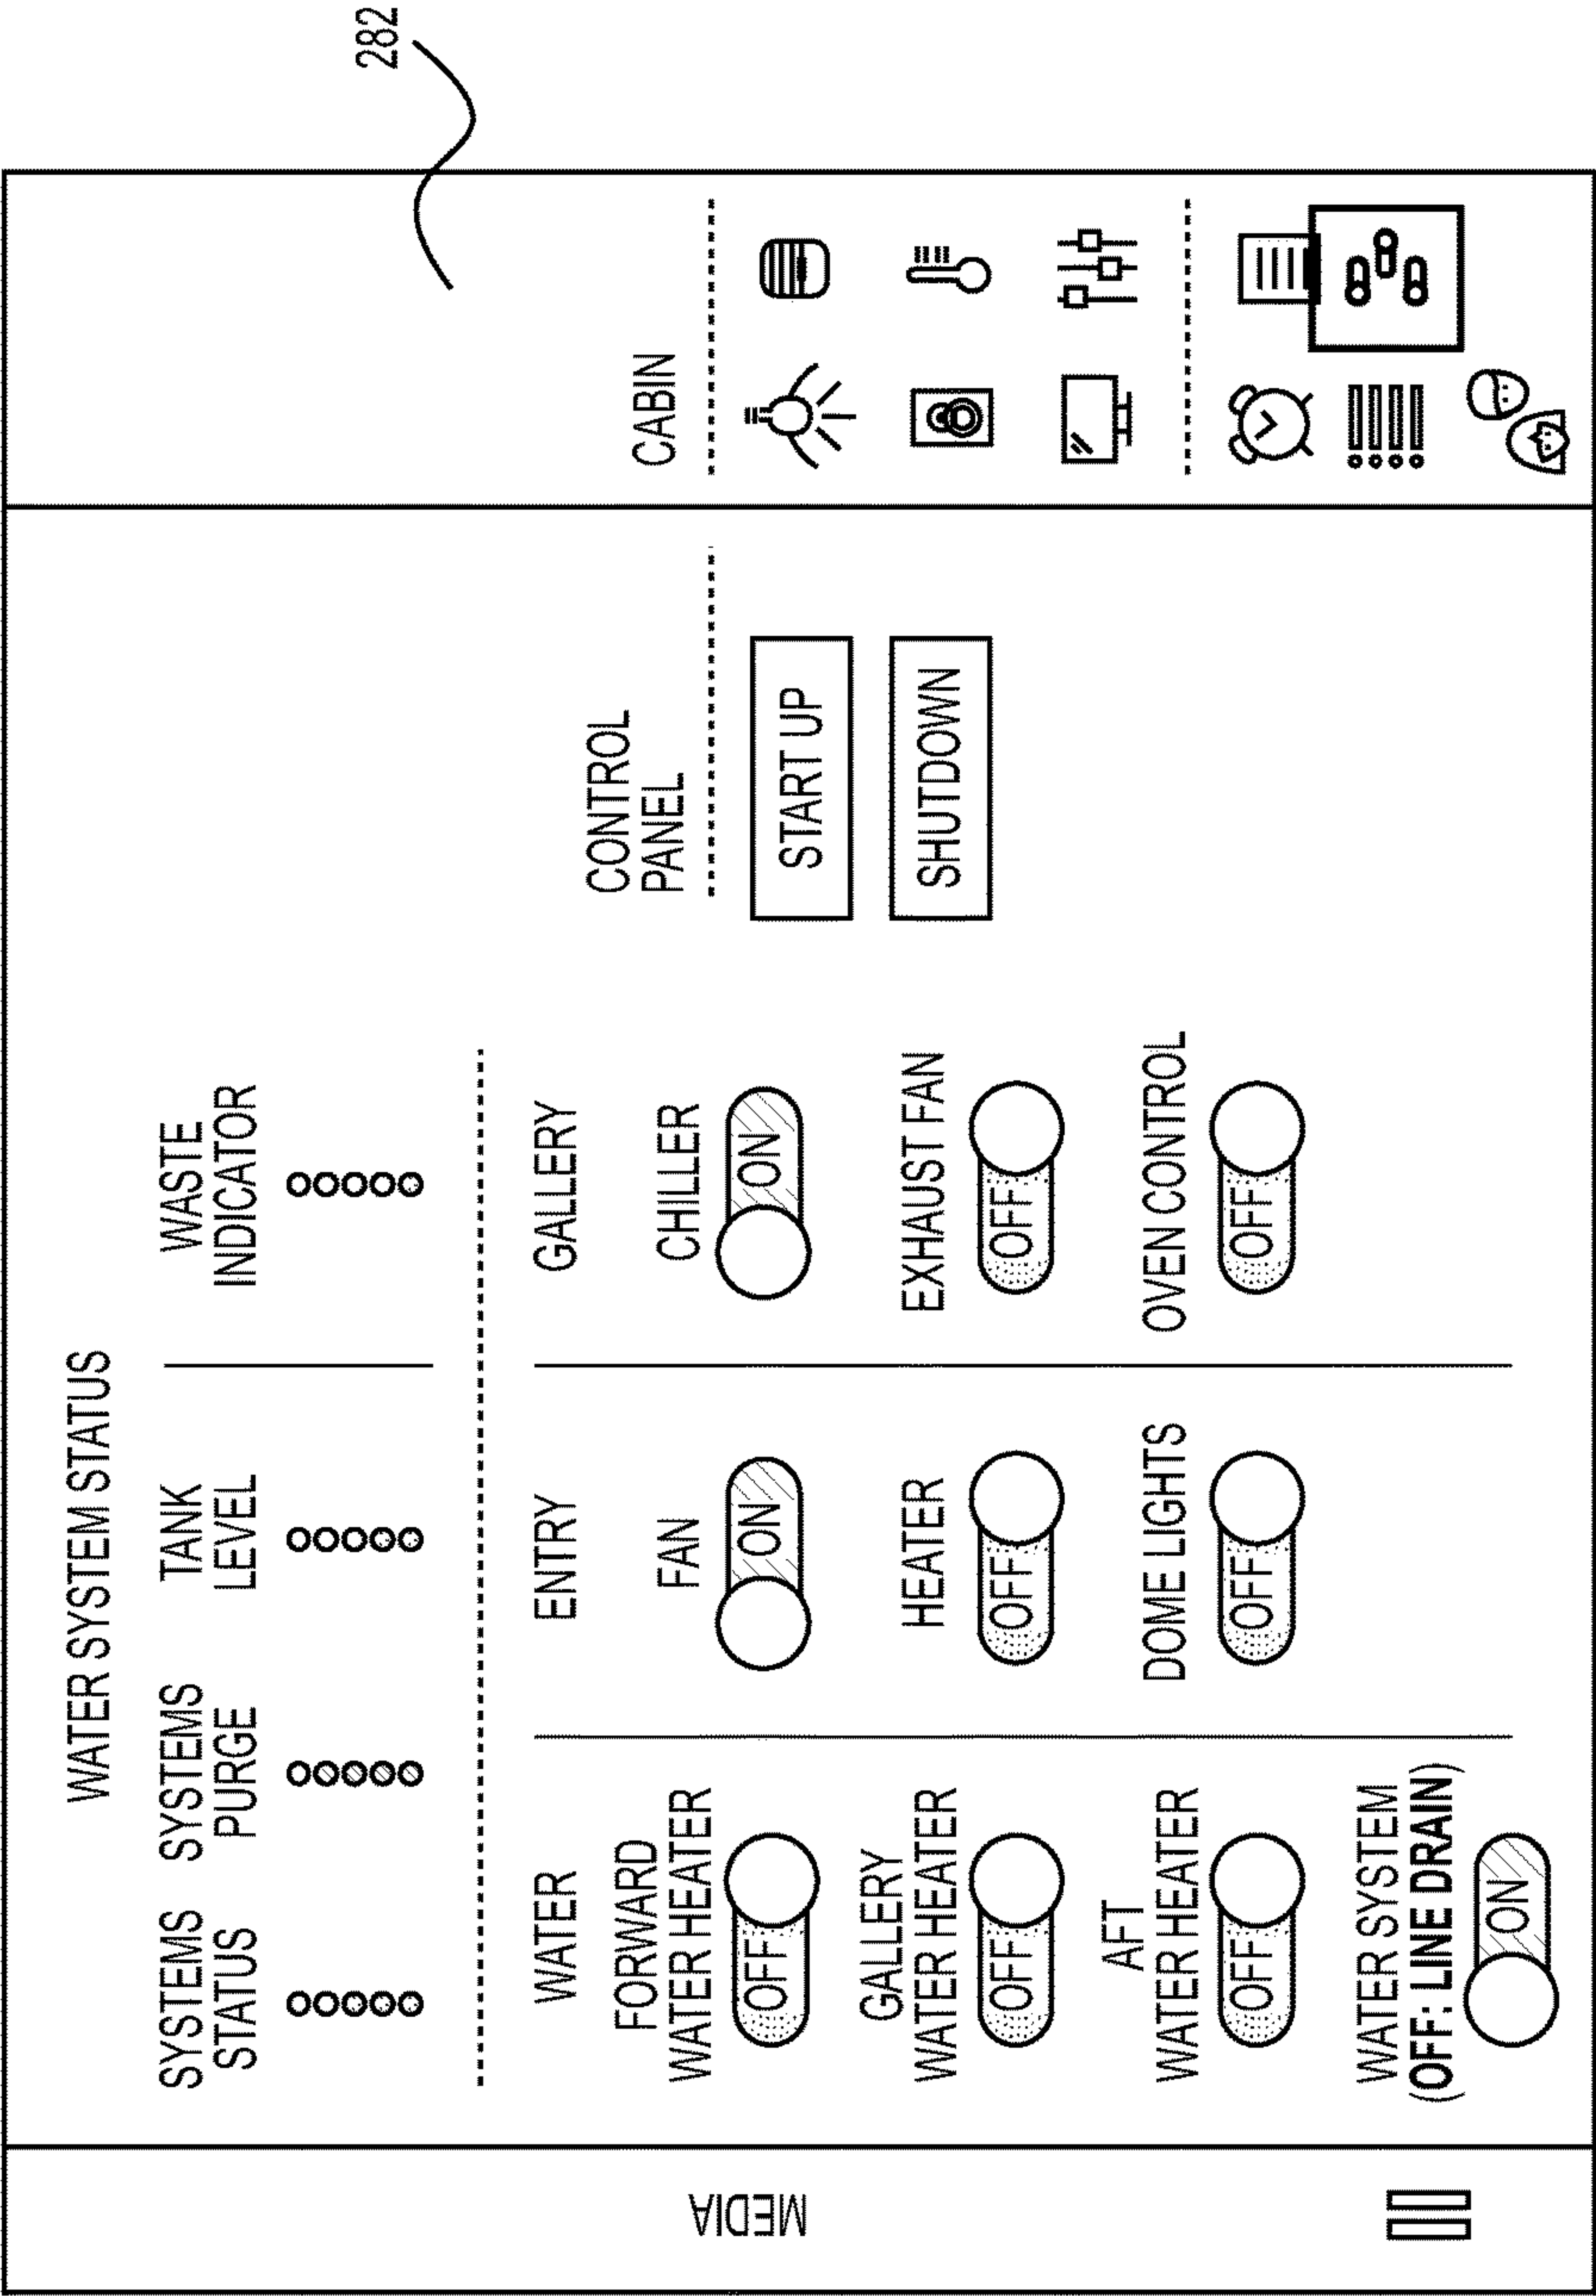 282
WATER SYSTEM STATUS
SYSTEMS
STATUS
SYSTEMS
PURGE
TANK
LEVEL
WASTE
INDICATOR
WATER
FORWARD
WATER HEATER
OFF
GALLERY
WATER HEATER
OFF
AFT
WATER HEATER
OFF
WATER SYSTEM
(OFF: LINE DRAIN)
ON
ENTRY
FAN
ON
HEATER
OFF
DOME LIGHTS
OFF
GALLERY
CHILLER
ON
EXHAUST FAN
OFF
OVEN CONTROL
OFF
CONTROL
PANEL
START UP
SHUTDOWN
CABIN
MEDIA